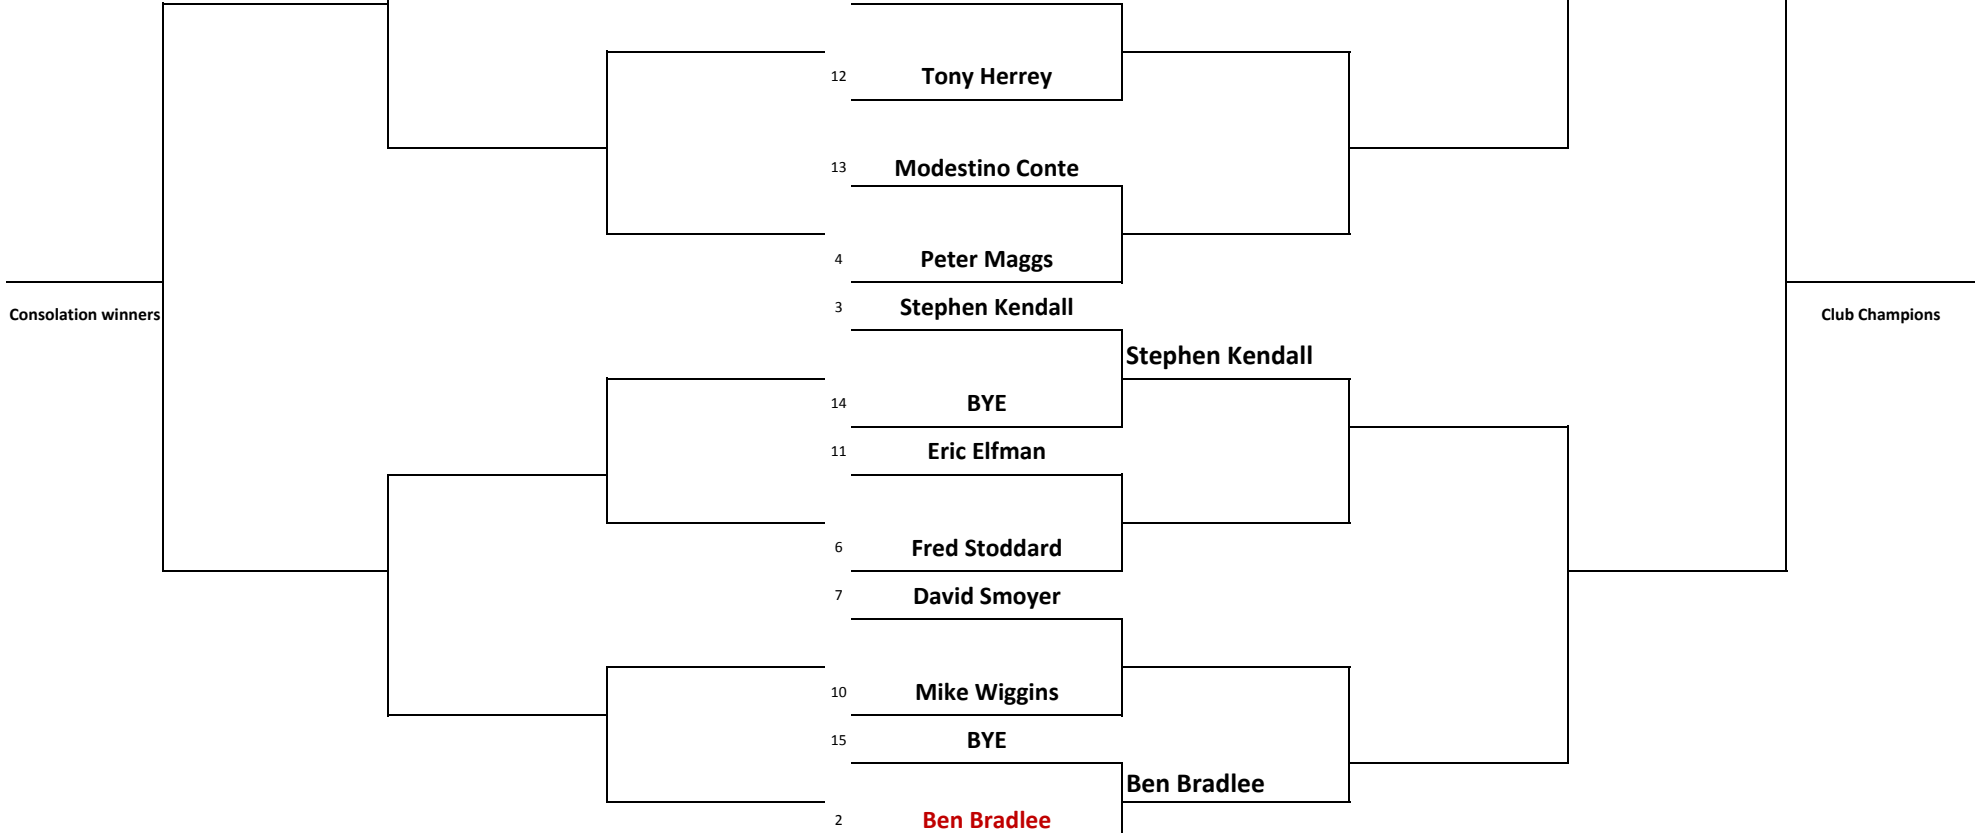 12 Tony Herrey
13 Modestino Conte
4 Peter Maggs
3 Stephen Kendall
Consolation winners
Club Champions
Stephen Kendall
14 BYE
11 Eric Elfman
6 Fred Stoddard
7 David Smoyer
10 Mike Wiggins
15 BYE
Ben Bradlee
2 Ben Bradlee